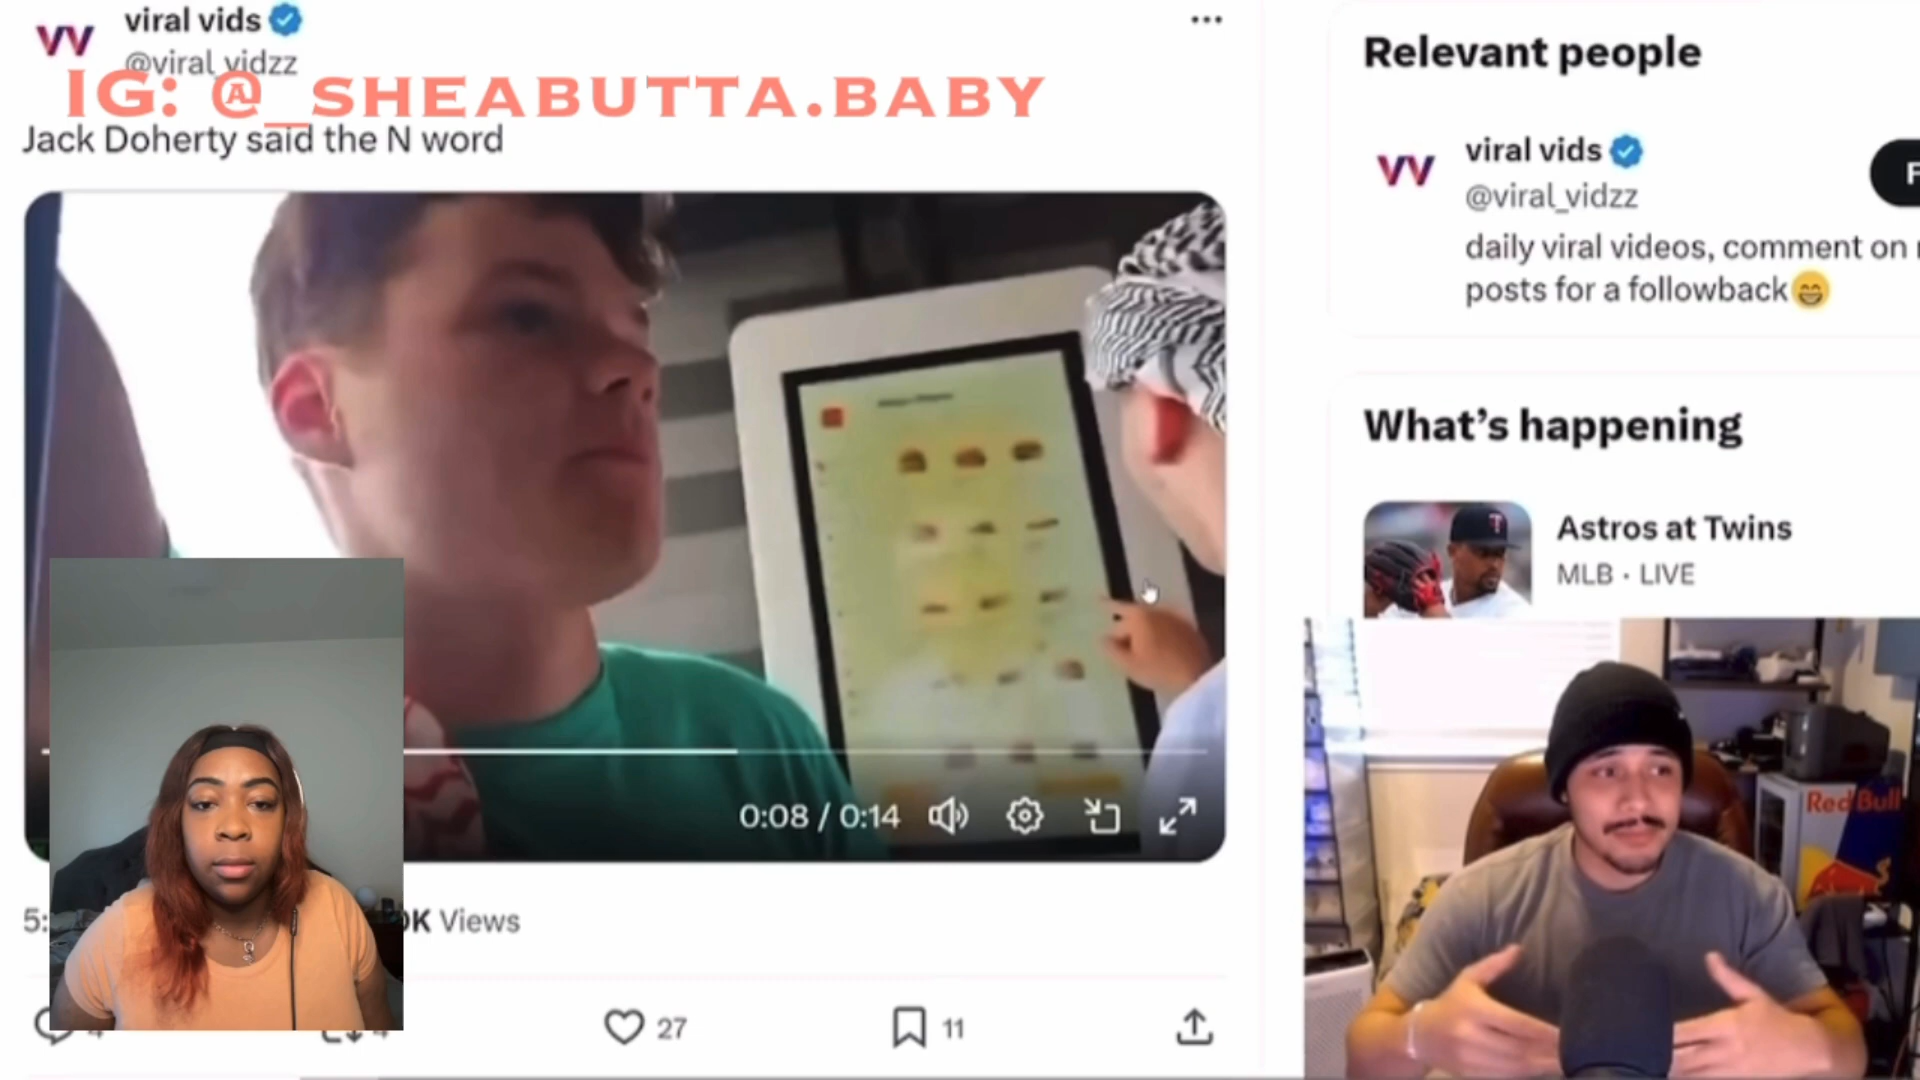 viral vids
@viral_vidzz
IG: @_SHEABUTTA.BABY
Jack Doherty said the N word
0:08 / 0:14
5:
0K Views
27
11
Relevant people
viral vids
@viral_vidzz
F
daily viral videos, comment on
posts for a followback😁
What's happening
Astros at Twins
MLB · LIVE
Red Bull